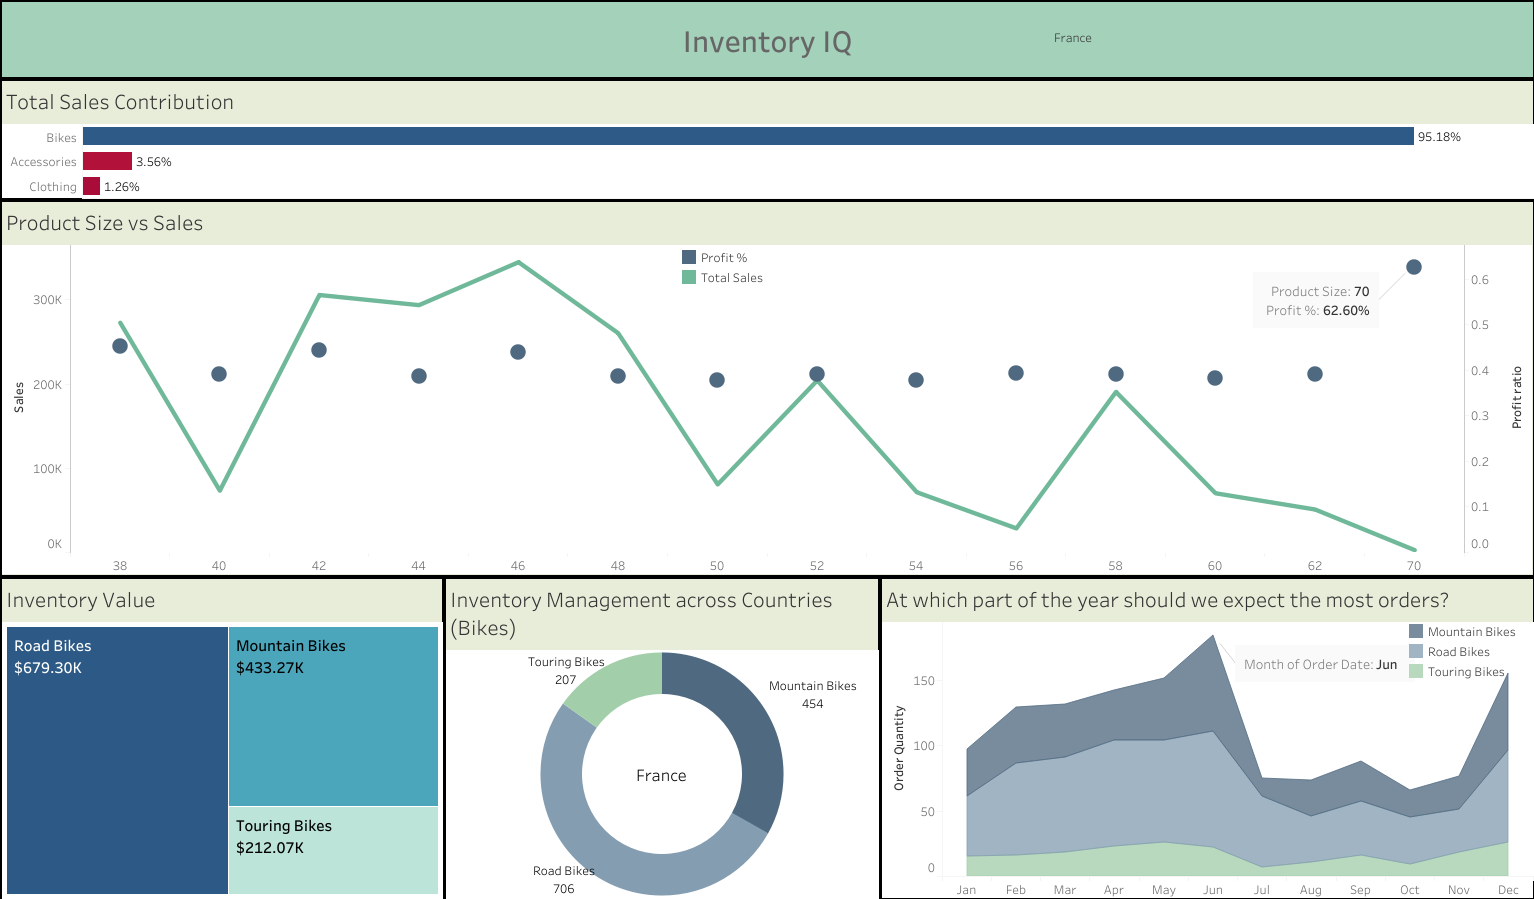 Inventory IQ
France
Total Sales Contribution
Bikes
95.18%
Accessories
3.56%
Clothing
1.26%
Product Size vs Sales
Profit %
Total Sales
Product Size: 70
Profit %: 62.60%
300K
200K
100K
0K
Sales
0.6
0.5
0.4
0.3
0.2
0.1
0.0
Profit ratio
38 40 42 44 46 48 50 52 54 56 58 60 62 70
Inventory Value
Road Bikes
$679.30K
Mountain Bikes
$433.27K
Touring Bikes
$212.07K
Inventory Management across Countries
(Bikes)
Touring Bikes
207
Mountain Bikes
454
France
Road Bikes
706
At which part of the year should we expect the most orders?
Mountain Bikes
Road Bikes
Touring Bikes
Month of Order Date: Jun
150
100
50
0
Order Quantity
Jan Feb Mar Apr May Jun Jul Aug Sep Oct Nov Dec